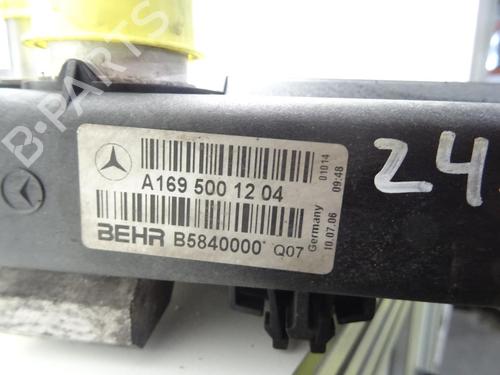 B-PARTS
A169 500 12 04
BEHR B5840000* Q07
Germany 10.07.06
01014 09:48
24